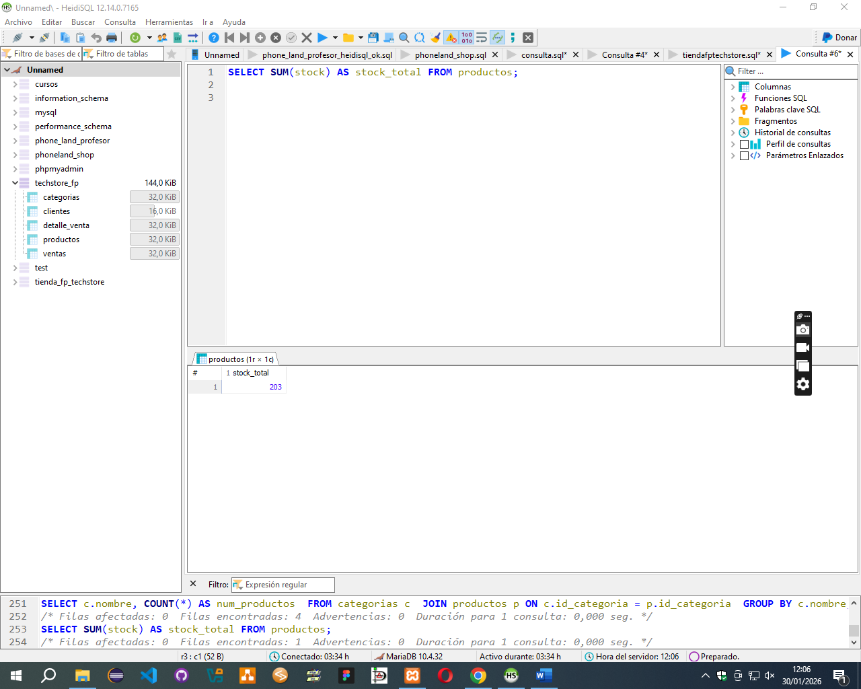 Unnamed\ - HeidiSQL 12.14.0.7165
Archivo Editar Buscar Consulta Herramientas Ir a Ayuda
Donar
Filtro de bases de c Filtro de tablas
Unnamed phone_land_profesor_heidisql_ok.sql phoneland_shop.sql consulta.sql* Consulta #4* tiendafptechstore.sql* Consulta #6*
Unnamed
cursos
information_schema
mysql
performance_schema
phone_land_profesor
phoneland_shop
phpmyadmin
techstore_fp 144,0 KiB
categorias 32,0 KiB
clientes 16,0 KiB
detalle_venta 32,0 KiB
productos 32,0 KiB
ventas 32,0 KiB
test
tienda_fp_techstore
1 SELECT SUM(stock) AS stock_total FROM productos;
2
3
Filter ...
Columnas
Funciones SQL
Palabras clave SQL
Fragmentos
Historial de consultas
Perfil de consultas
Parámetros Enlazados
productos (1r × 1c)
# 1 stock_total
1 203
Filtro: Expresión regular
251 SELECT c.nombre, COUNT(*) AS num_productos FROM categorias c JOIN productos p ON c.id_categoria = p.id_categoria GROUP BY c.nombre
252 /* Filas afectadas: 0 Filas encontradas: 4 Advertencias: 0 Duración para 1 consulta: 0,000 seg. */
253 SELECT SUM(stock) AS stock_total FROM productos;
254 /* Filas afectadas: 0 Filas encontradas: 1 Advertencias: 0 Duración para 1 consulta: 0,000 seg. */
r3 : c1 (52 B) Conectado: 03:34 h MariaDB 10.4.32 Activo durante: 03:34 h Hora del servidor: 12:06 Preparado.
12:06
30/01/2026